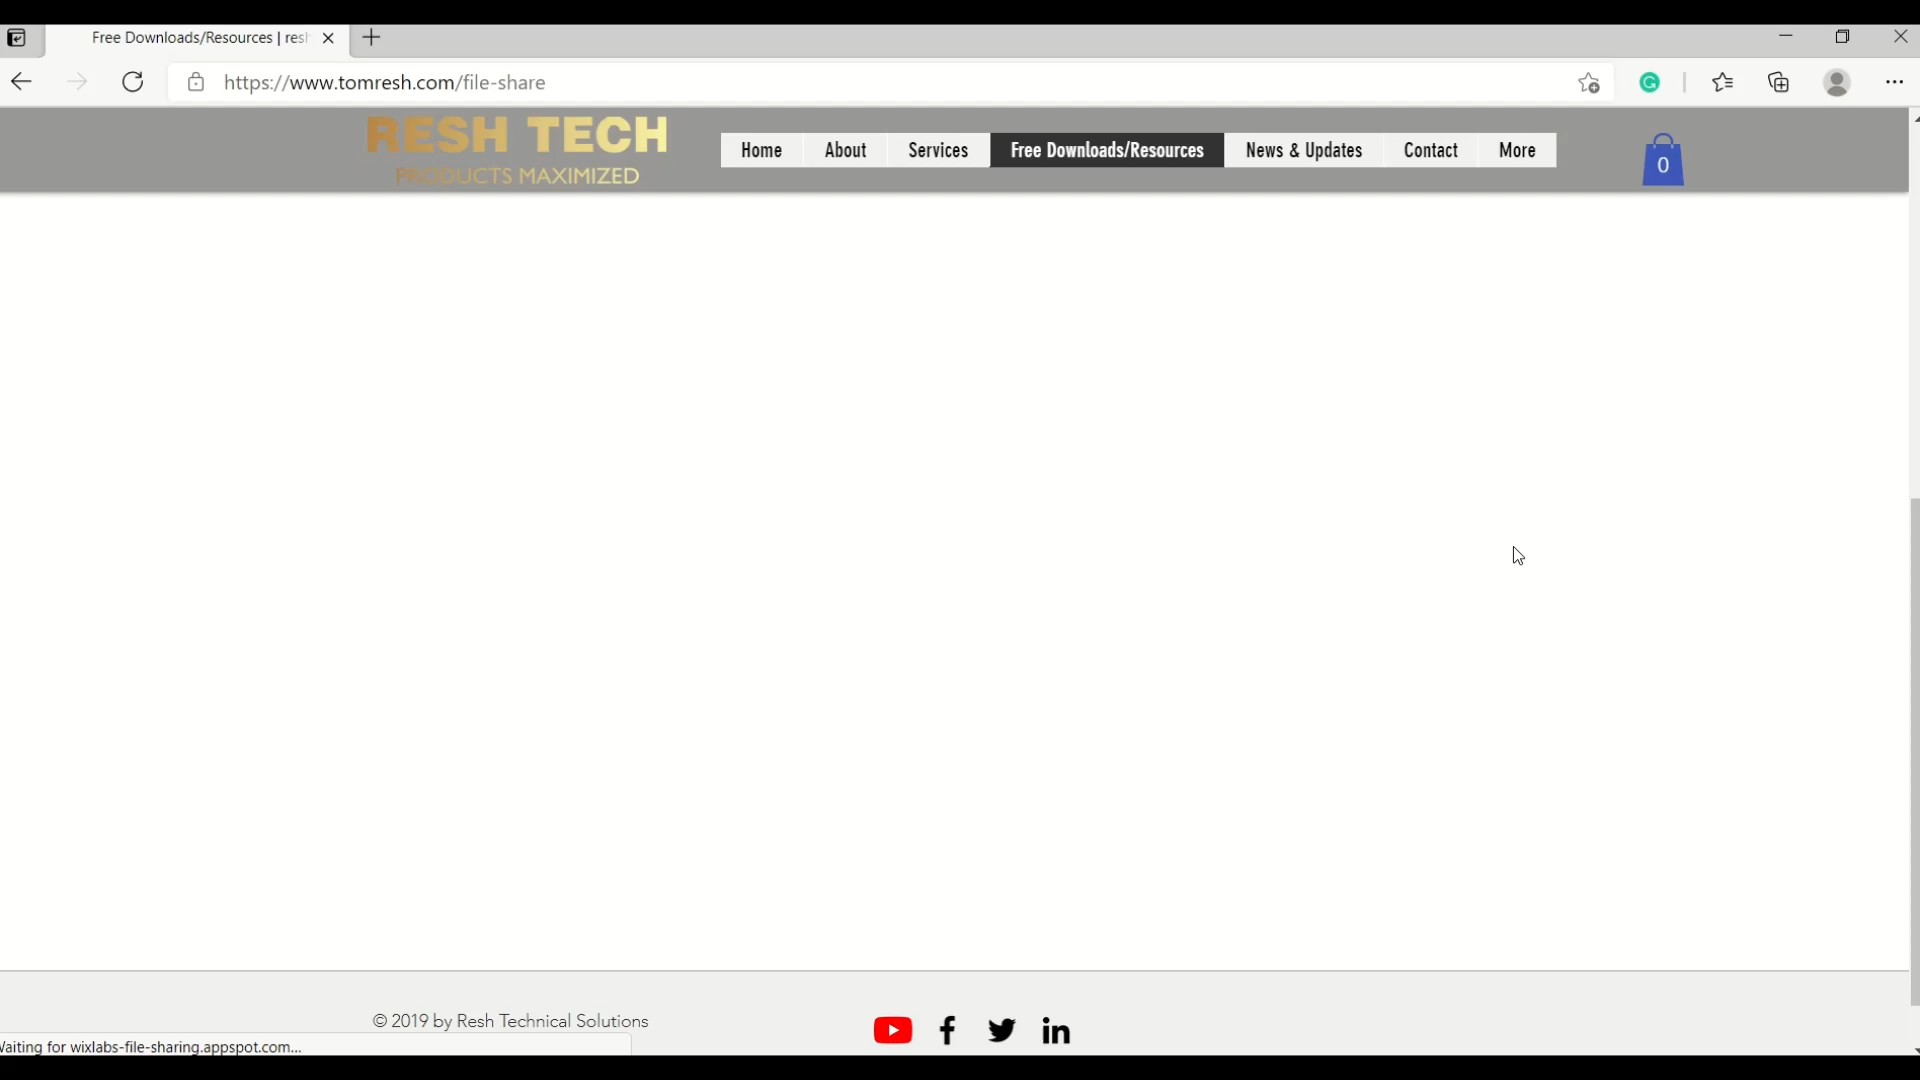 Free Downloads/Resources | resh
https://www.tomresh.com/file-share
RESH TECH
PRODUCTS MAXIMIZED
Home About Services Free Downloads/Resources News & Updates Contact More
0
© 2019 by Resh Technical Solutions
Waiting for wixlabs-file-sharing.appspot.com...